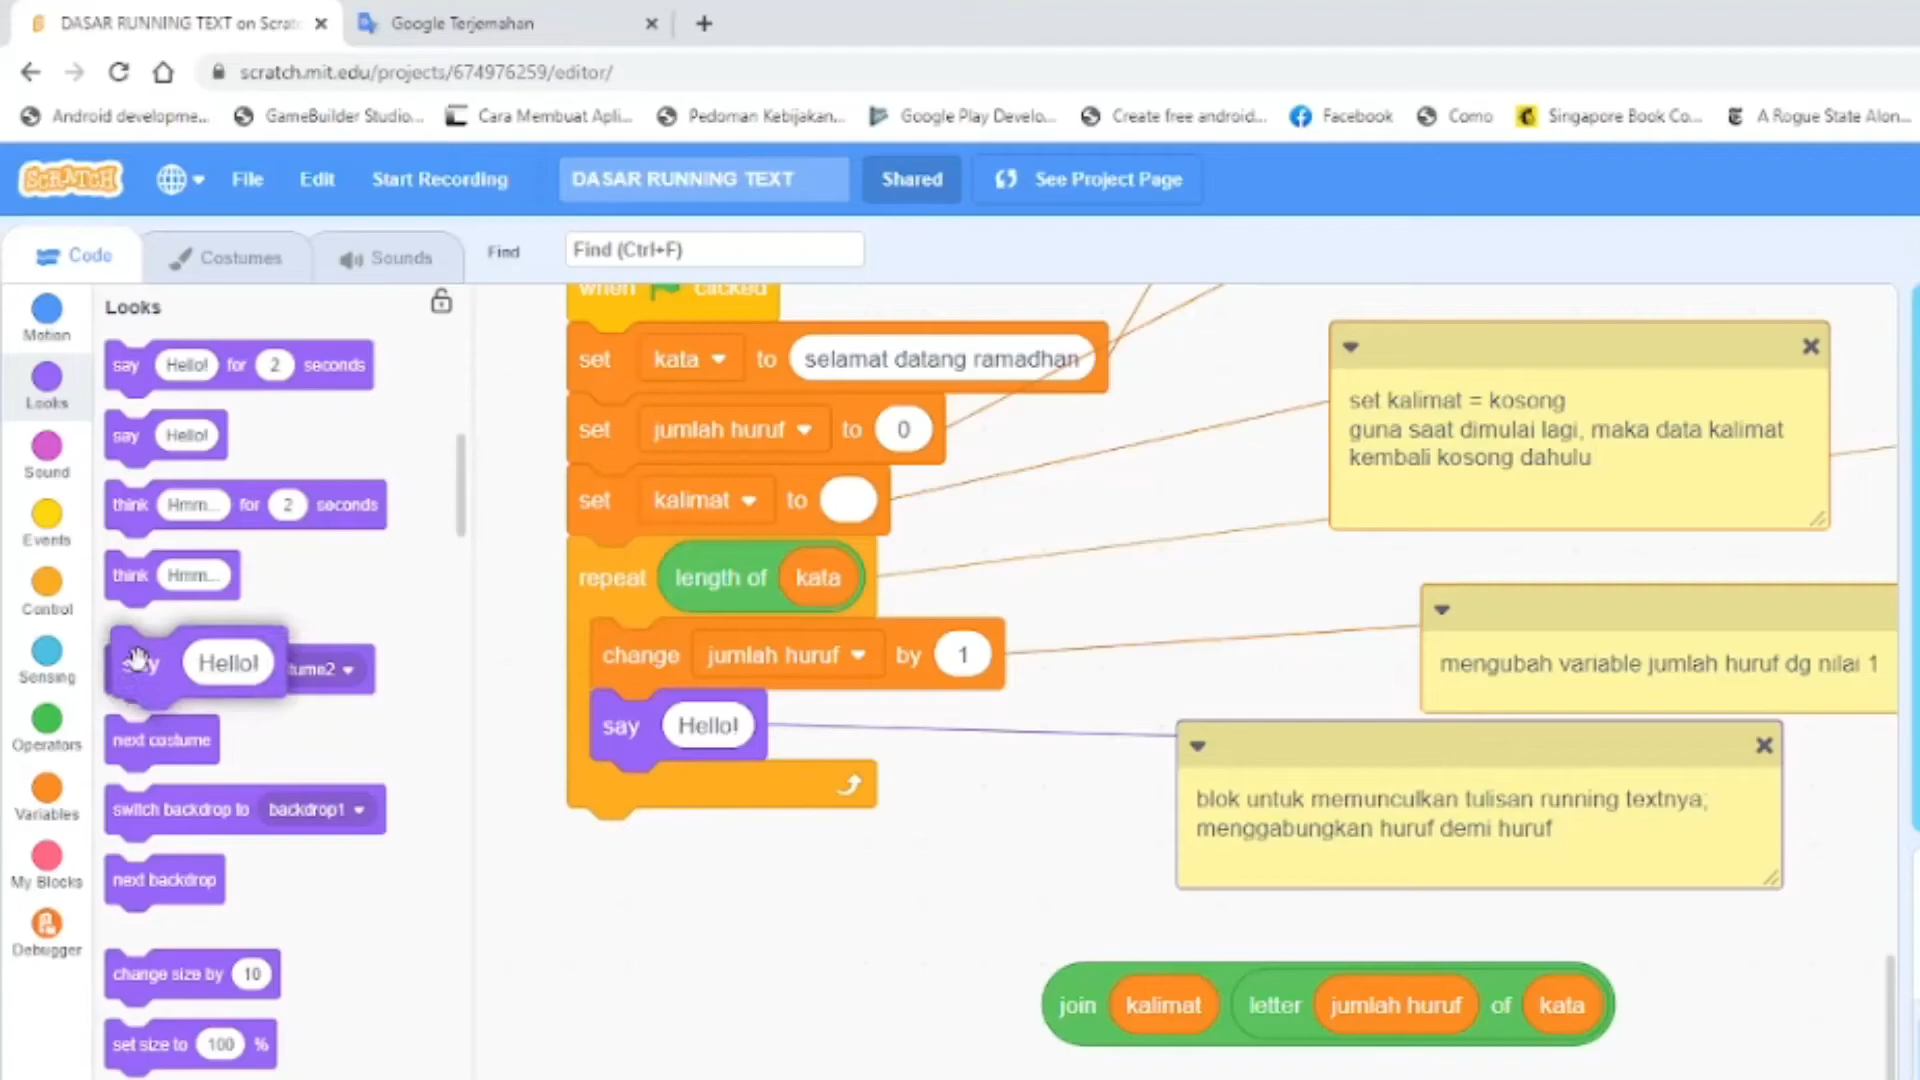 DASAR RUNNING TEXT on Scratc
Google Terjemahan
scratch.mit.edu/projects/674976259/editor/
Android developme...
GameBuilder Studio...
Cara Membuat Apli...
Pedoman Kebijakan...
Google Play Develo...
Create free android...
Facebook
Como
Singapore Book Co...
A Rogue State Alon...
SCRATCH
File
Edit
Start Recording
DASAR RUNNING TEXT
Shared
See Project Page
Code
Costumes
Sounds
Find
Find (Ctrl+F)
Motion
Looks
Sound
Events
Control
Sensing
Operators
Variables
My Blocks
Debugger
Looks
say Hello! for 2 seconds
say Hello!
think Hmm... for 2 seconds
think Hmm...
say Hello!
tume2
next costume
switch backdrop to backdrop1
next backdrop
change size by 10
set size to 100 %
when clicked
set kata to selamat datang ramadhan
set jumlah huruf to 0
set kalimat to
repeat length of kata
change jumlah huruf by 1
say Hello!
set kalimat = kosong
guna saat dimulai lagi, maka data kalimat
kembali kosong dahulu
mengubah variable jumlah huruf dg nilai 1
blok untuk memunculkan tulisan running textnya;
menggabungkan huruf demi huruf
join kalimat letter jumlah huruf of kata